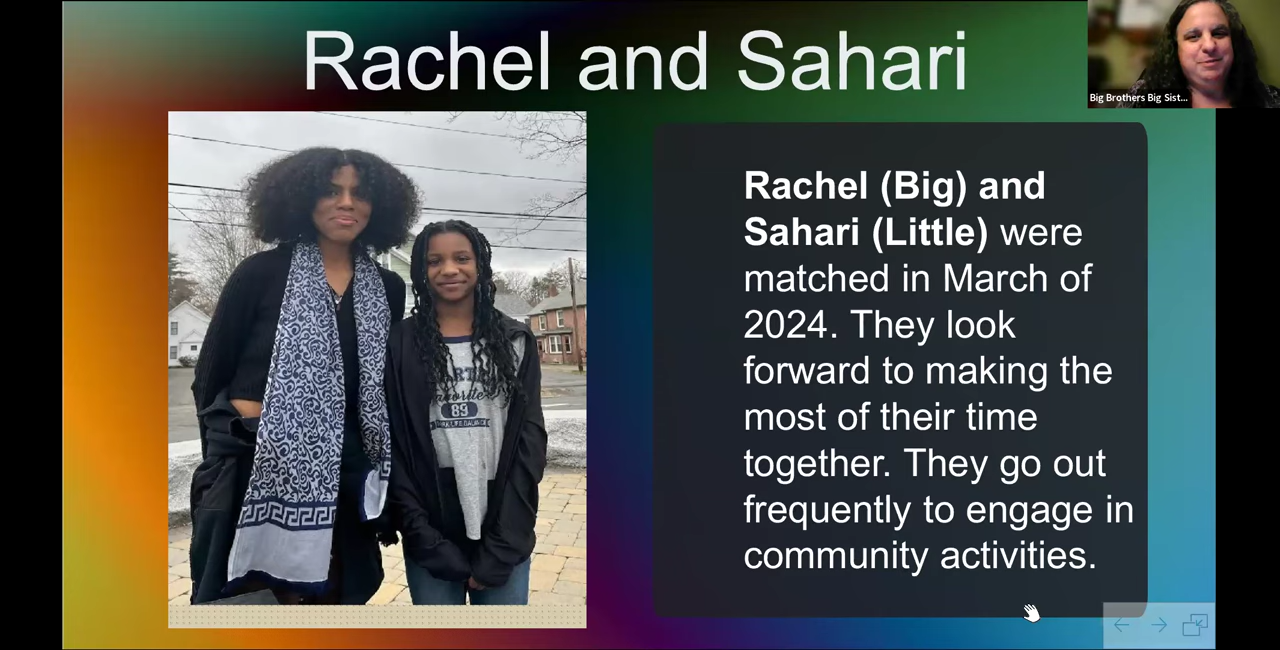 Rachel and Sahari
Big Brothers Big Sist...
Rachel (Big) and
Sahari (Little) were
matched in March of
2024. They look
forward to making the
most of their time
together. They go out
frequently to engage in
community activities.
89